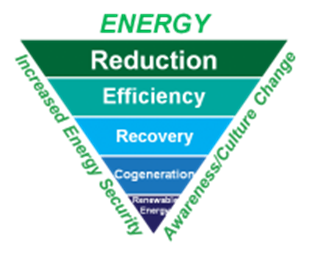 ENERGY
Reduction
Efficiency
Recovery
Cogeneration
Renewable
Energy
Increased Energy Security
Awareness/Culture Change